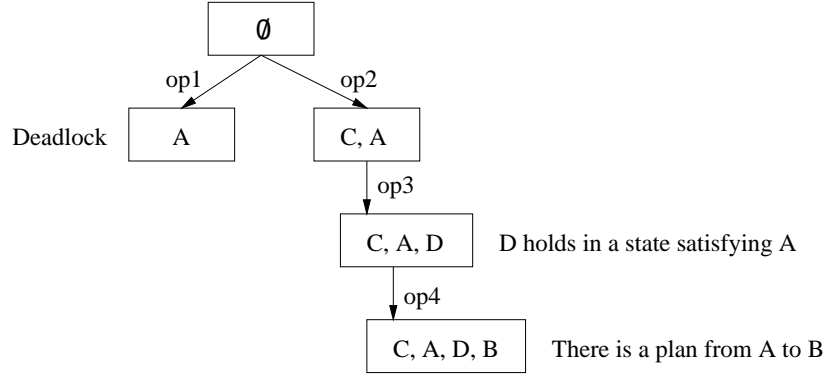 ∅
op1
op2
Deadlock
A
C, A
op3
C, A, D
D holds in a state satisfying A
op4
C, A, D, B
There is a plan from A to B